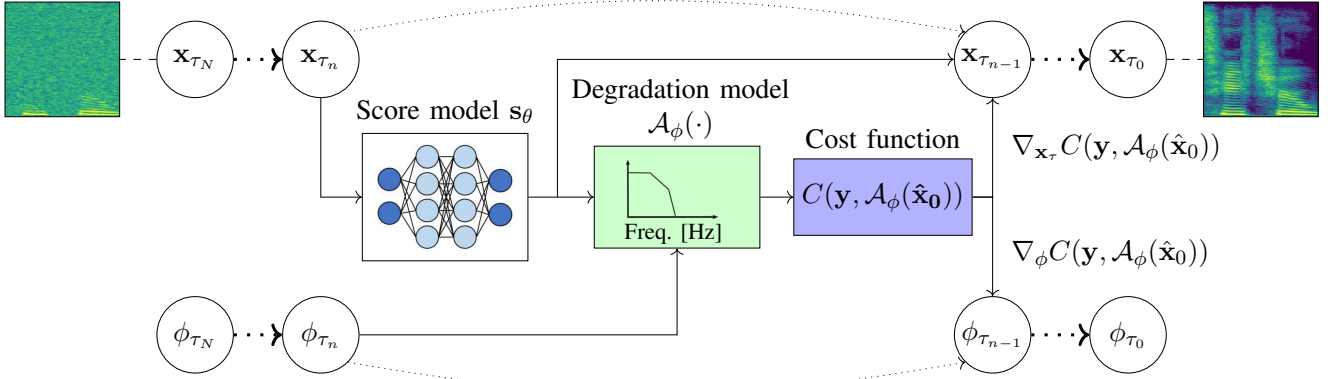 x_{τ_N} x_{τ_n} x_{τ_{n−1}} x_{τ_0}
Score model s_θ
Degradation model
A_ϕ(·)
Cost function
C(y, A_ϕ(x̂_0))
Freq. [Hz]
∇_{x_τ} C(y, A_ϕ(x̂_0))
∇_ϕ C(y, A_ϕ(x̂_0))
ϕ_{τ_N} ϕ_{τ_n} ϕ_{τ_{n−1}} ϕ_{τ_0}